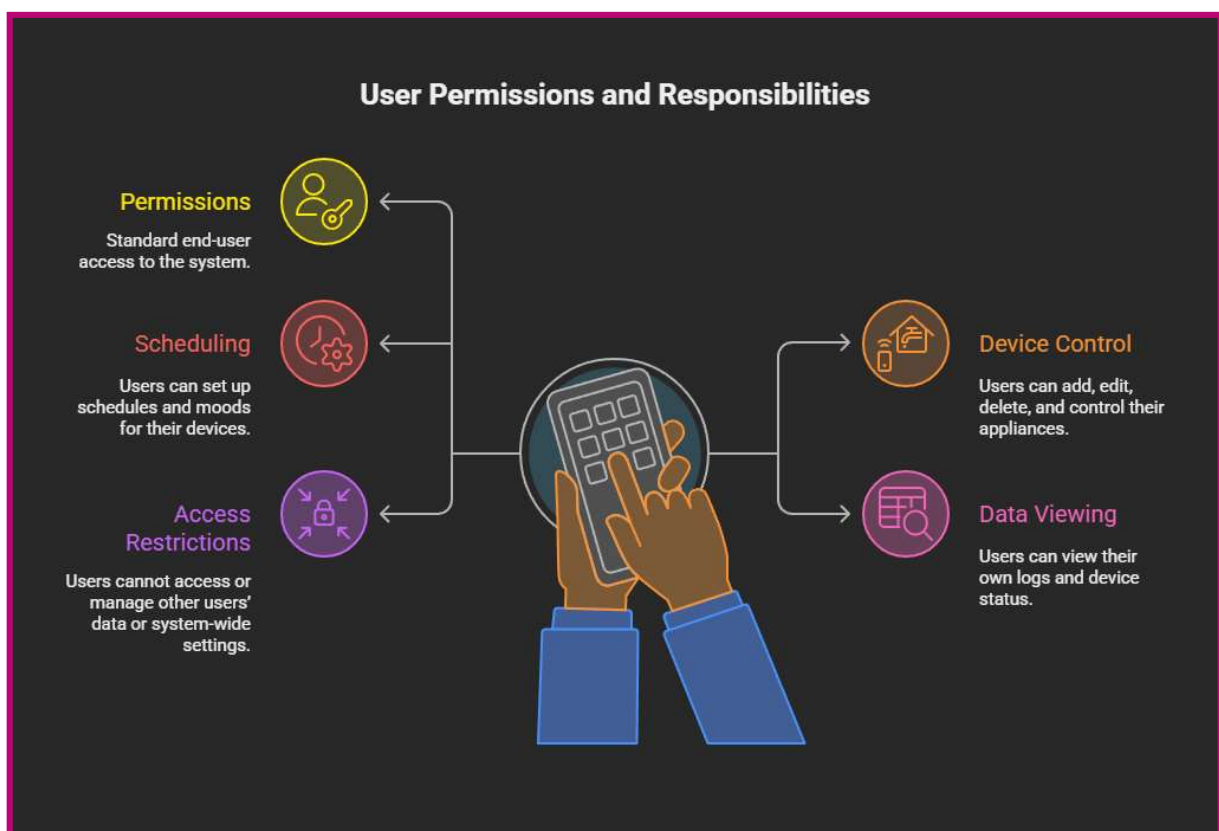 User Permissions and Responsibilities
Permissions
Standard end-user
access to the system.
Scheduling
Users can set up
schedules and moods
for their devices.
Access
Restrictions
Users cannot access or
manage other users'
data or system-wide
settings.
Device Control
Users can add, edit,
delete, and control their
appliances.
Data Viewing
Users can view their
own logs and device
status.